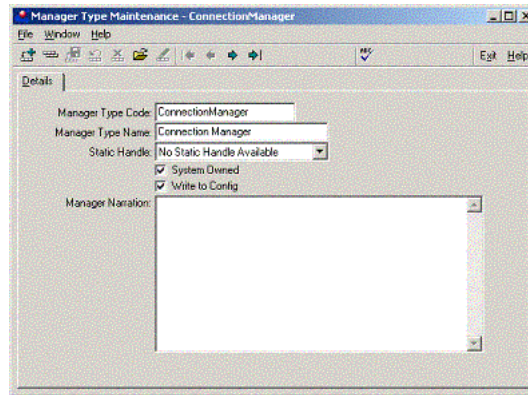 Manager Type Maintenance - ConnectionManager
File Window Help
ABC
Exit Help
Details
Manager Type Code: ConnectionManager
Manager Type Name: Connection Manager
Static Handle: No Static Handle Available
System Owned
Write to Config
Manager Narration: